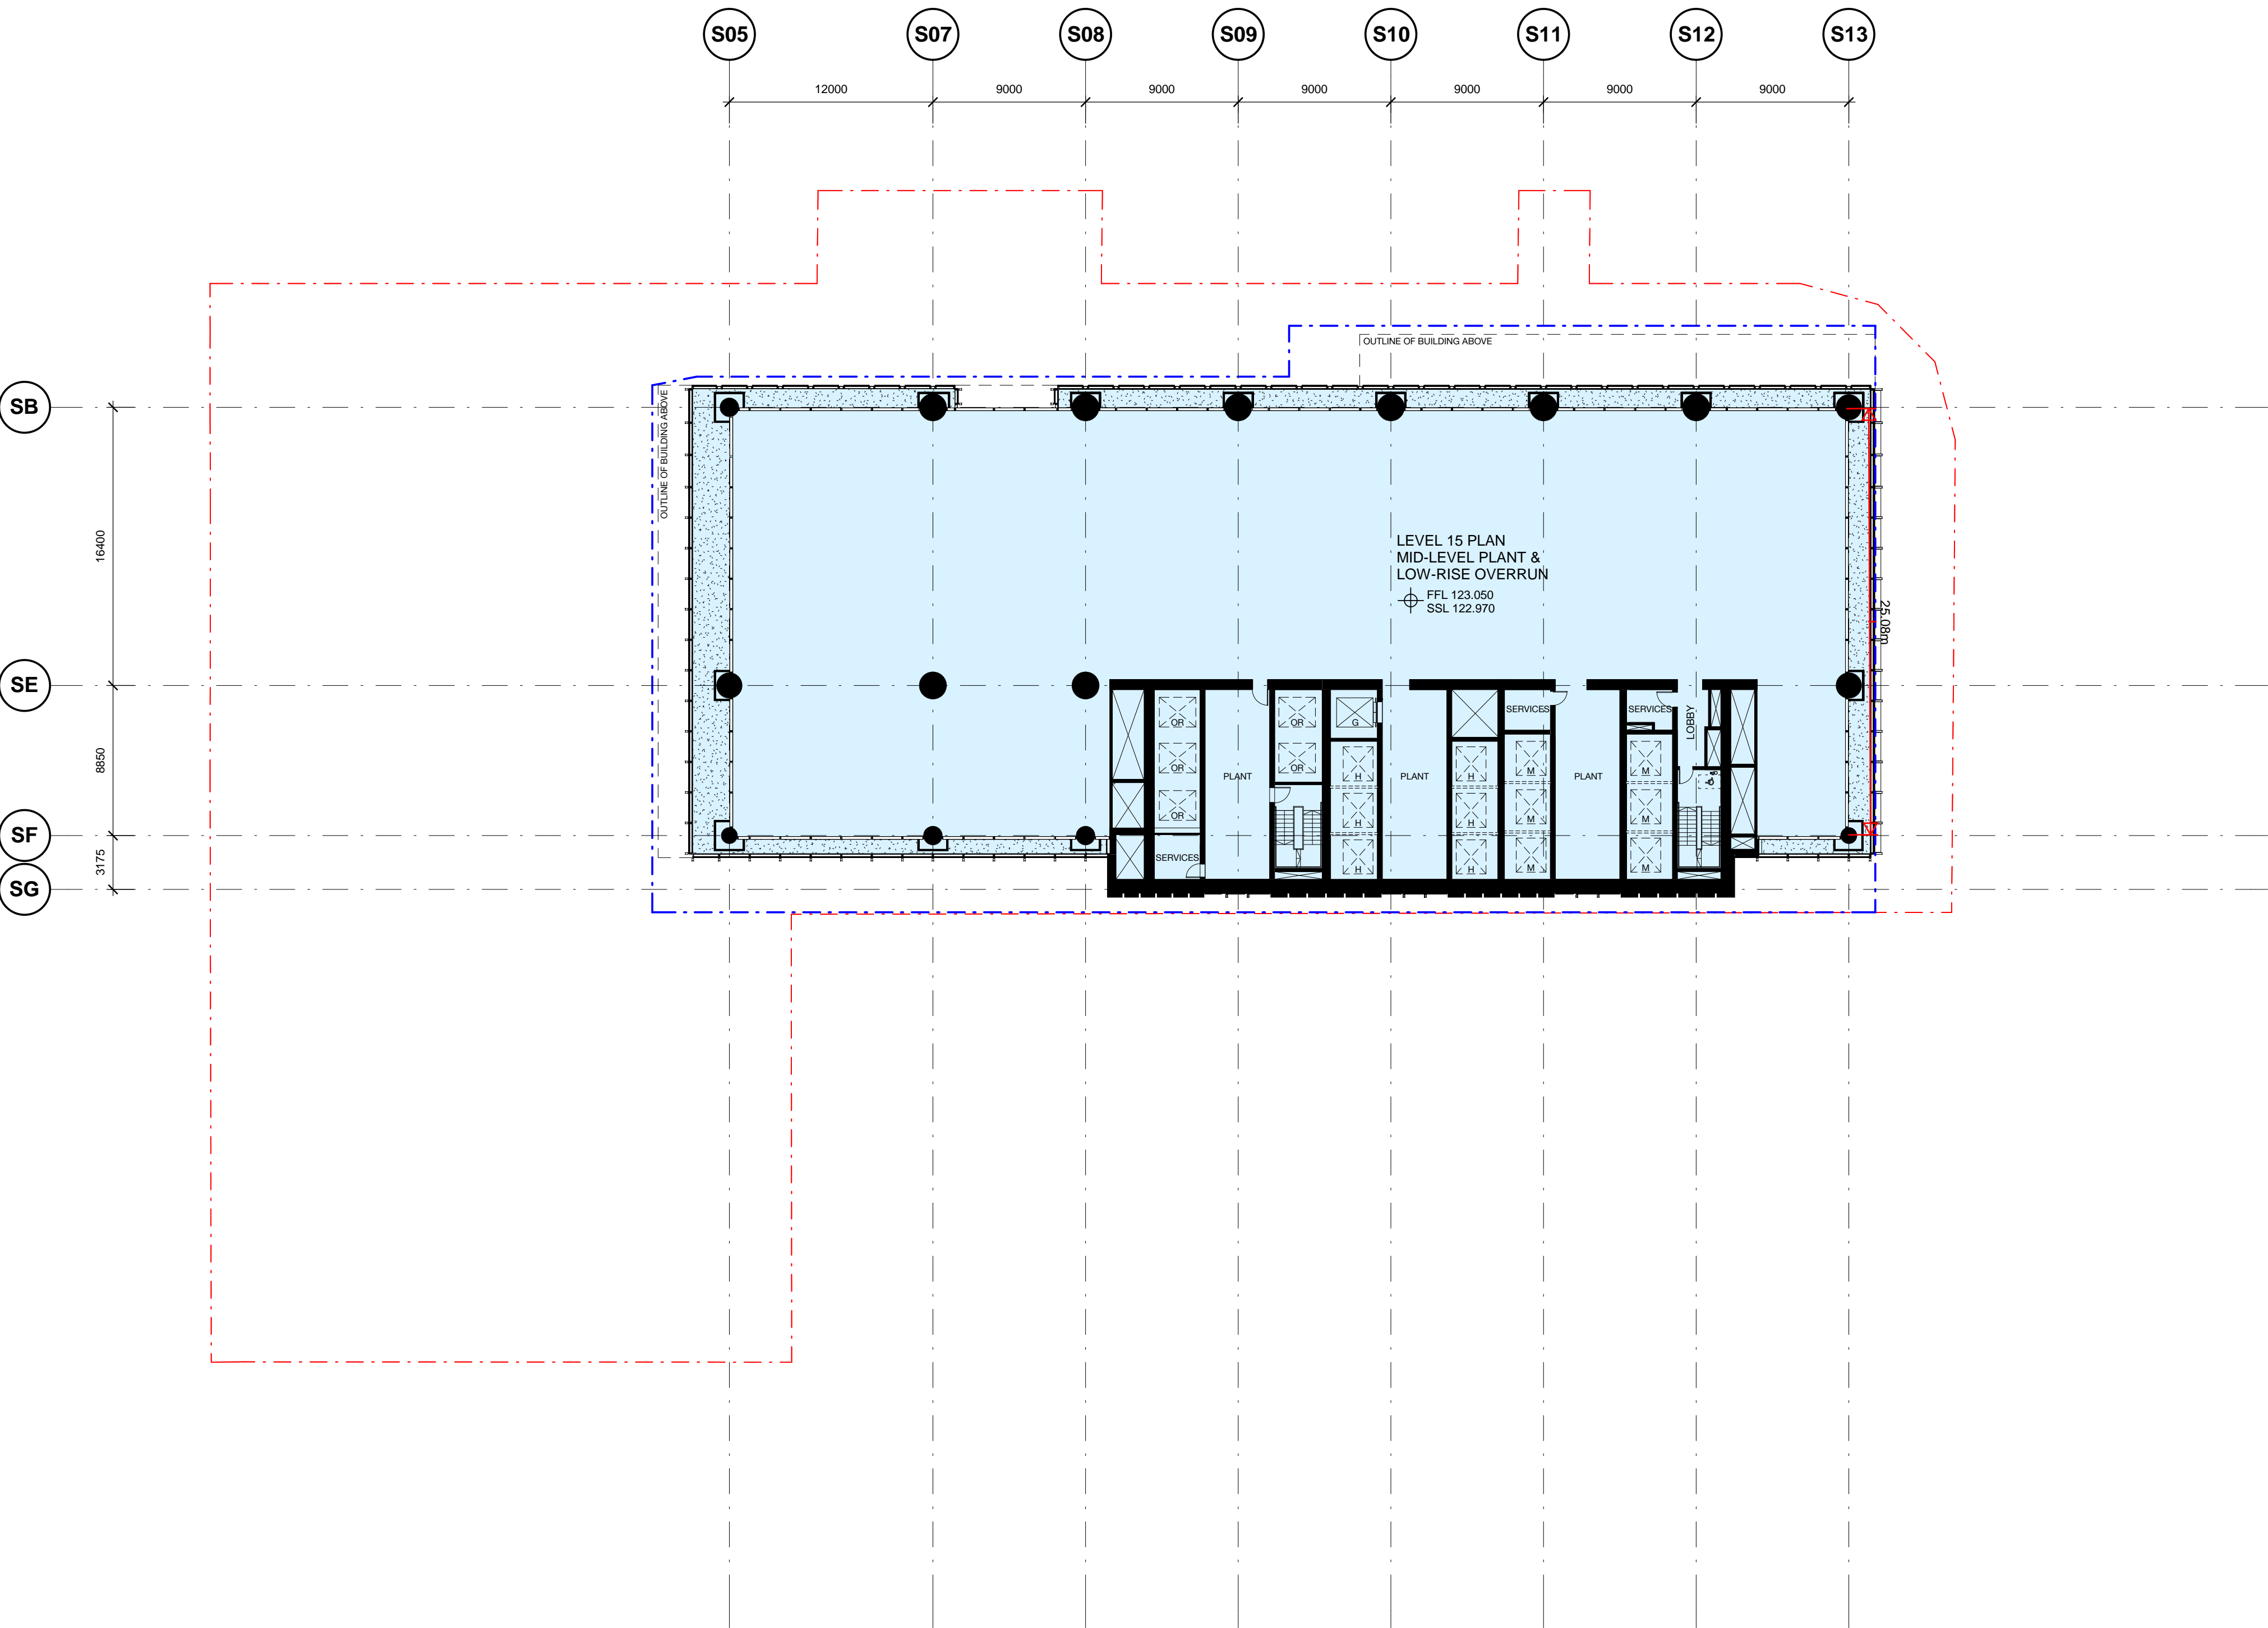 S05 S07 S08 S09 S10 S11 S12 S13
12000 9000 9000 9000 9000 9000 9000
OUTLINE OF BUILDING ABOVE
OUTLINE OF BUILDING ABOVE
SB
16400
LEVEL 15 PLAN
MID-LEVEL PLANT &
LOW-RISE OVERRUN
FFL 123.050
SSL 122.970
25.08m
SE
SERVICES SERVICES
LOBBY
OR OR G
OR OR H H M M
8850
PLANT PLANT PLANT
OR H H M M
SF
SERVICES
H H M M
3175
SG